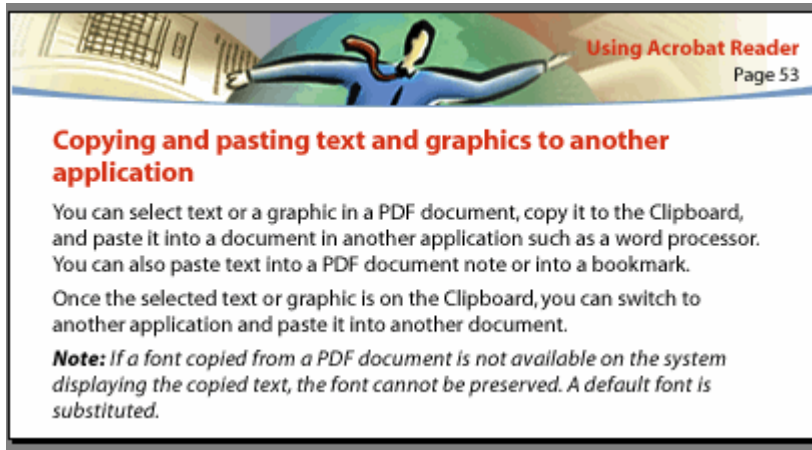 Using Acrobat Reader
Page 53
Copying and pasting text and graphics to another
application
You can select text or a graphic in a PDF document, copy it to the Clipboard,
and paste it into a document in another application such as a word processor.
You can also paste text into a PDF document note or into a bookmark.
Once the selected text or graphic is on the Clipboard, you can switch to
another application and paste it into another document.
Note: If a font copied from a PDF document is not available on the system
displaying the copied text, the font cannot be preserved. A default font is
substituted.